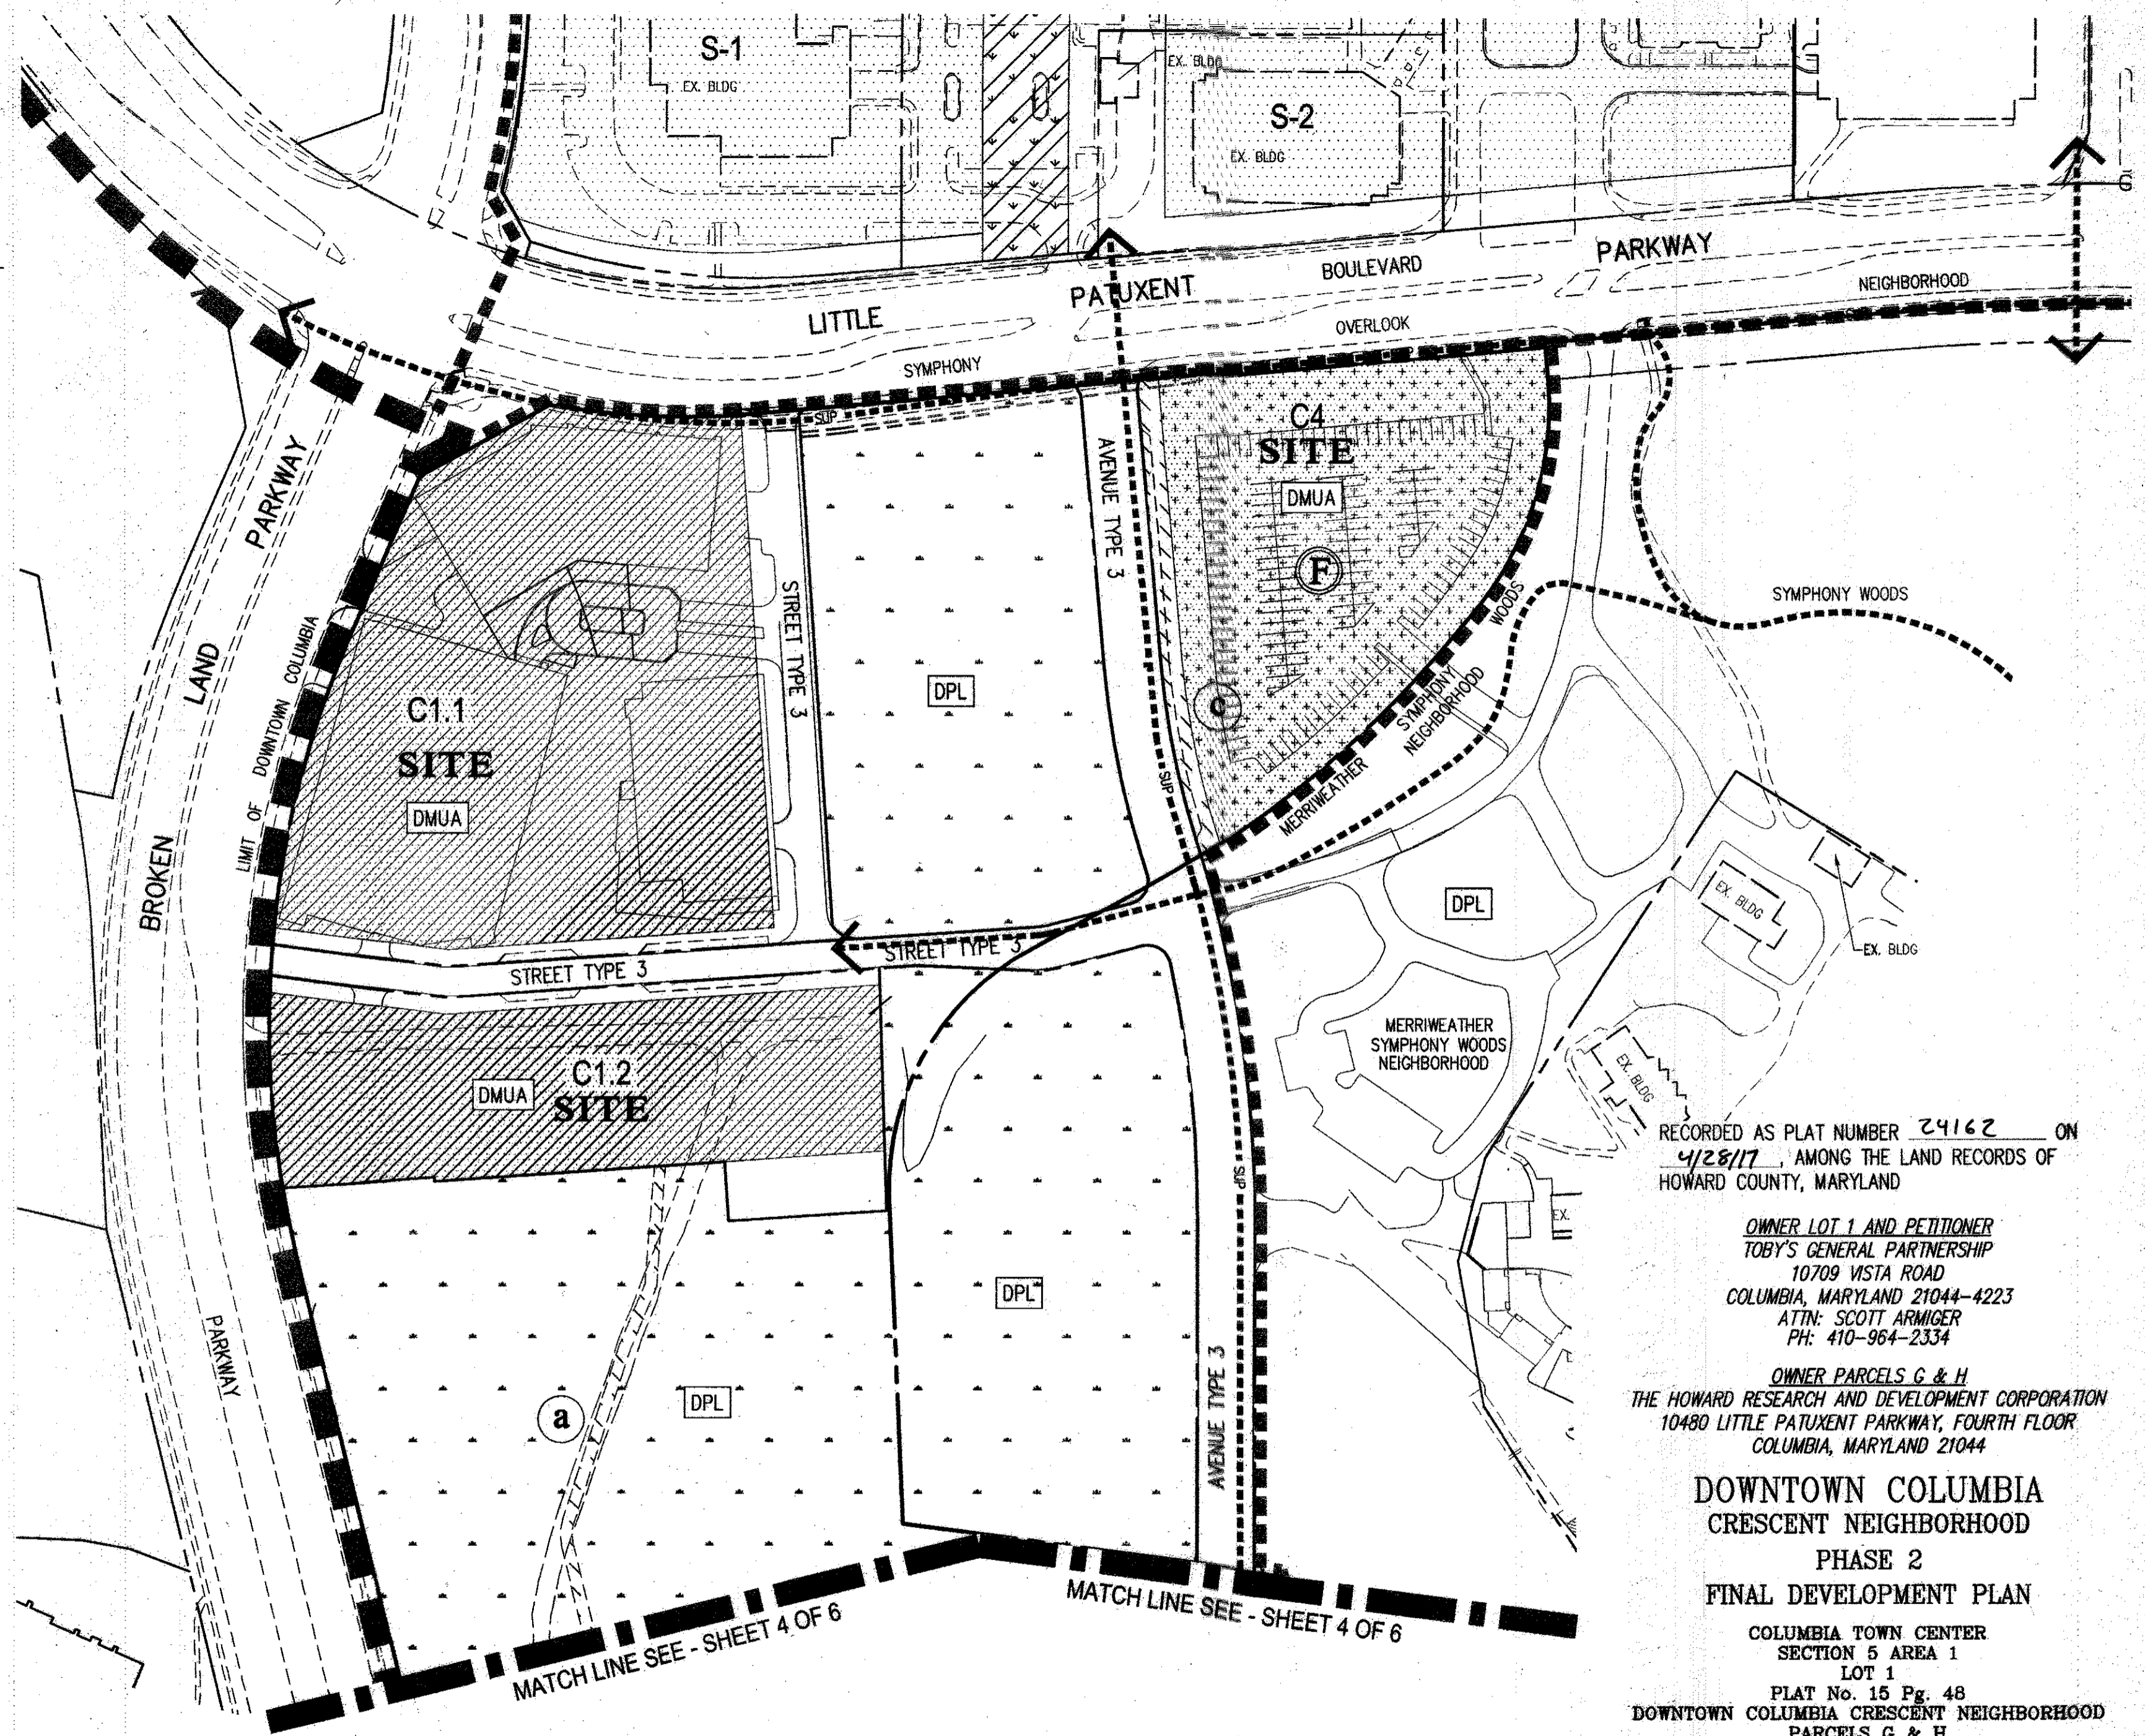 S-1
EX. BLDG
EX. BLDG
S-2
EX. BLDG
LITTLE
PATUXENT
PARKWAY
BOULEVARD
NEIGHBORHOOD
SYMPHONY
OVERLOOK
SUP
PARKWAY
LAND
BROKEN
PARKWAY
LIMIT OF DOWNTOWN COLUMBIA
C1.1
SITE
DMUA
STREET TYPE 3
DPL
AVENUE TYPE 3
C4
SITE
DMUA
F
SUP
MERRIWEATHER
SYMPHONY
WOODS
NEIGHBORHOOD
SYMPHONY WOODS
STREET TYPE 3
STREET TYPE 3
DPL
EX. BLDG
EX. BLDG
C1.2
DMUA
SITE
MERRIWEATHER
SYMPHONY WOODS
NEIGHBORHOOD
EX. BLDG
EX.
SUP
DPL
AVENUE TYPE 3
a
DPL
MATCH LINE SEE - SHEET 4 OF 6
MATCH LINE SEE - SHEET 4 OF 6
RECORDED AS PLAT NUMBER 24162 ON
4/28/17, AMONG THE LAND RECORDS OF
HOWARD COUNTY, MARYLAND
OWNER LOT 1 AND PETITIONER
TOBY'S GENERAL PARTNERSHIP
10709 VISTA ROAD
COLUMBIA, MARYLAND 21044-4223
ATTN: SCOTT ARMIGER
PH: 410-964-2334
OWNER PARCELS G & H
THE HOWARD RESEARCH AND DEVELOPMENT CORPORATION
10480 LITTLE PATUXENT PARKWAY, FOURTH FLOOR
COLUMBIA, MARYLAND 21044
DOWNTOWN COLUMBIA
CRESCENT NEIGHBORHOOD
PHASE 2
FINAL DEVELOPMENT PLAN
COLUMBIA TOWN CENTER
SECTION 5 AREA 1
LOT 1
PLAT No. 15 Pg. 48
DOWNTOWN COLUMBIA CRESCENT NEIGHBORHOOD
PARCELS G & H